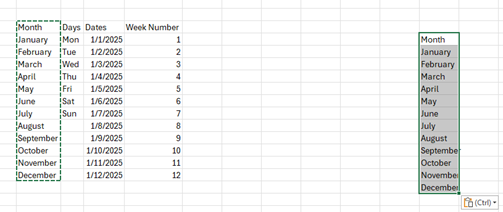 Month Days Dates Week Number
January Mon 1/1/2025 1 Month
February Tue 1/2/2025 2 January
March Wed 1/3/2025 3 February
April Thu 1/4/2025 4 March
May Fri 1/5/2025 5 April
June Sat 1/6/2025 6 May
July Sun 1/7/2025 7 June
August 1/8/2025 8 July
September 1/9/2025 9 August
October 1/10/2025 10 September
November 1/11/2025 11 October
December 1/12/2025 12 November
December
(Ctrl)